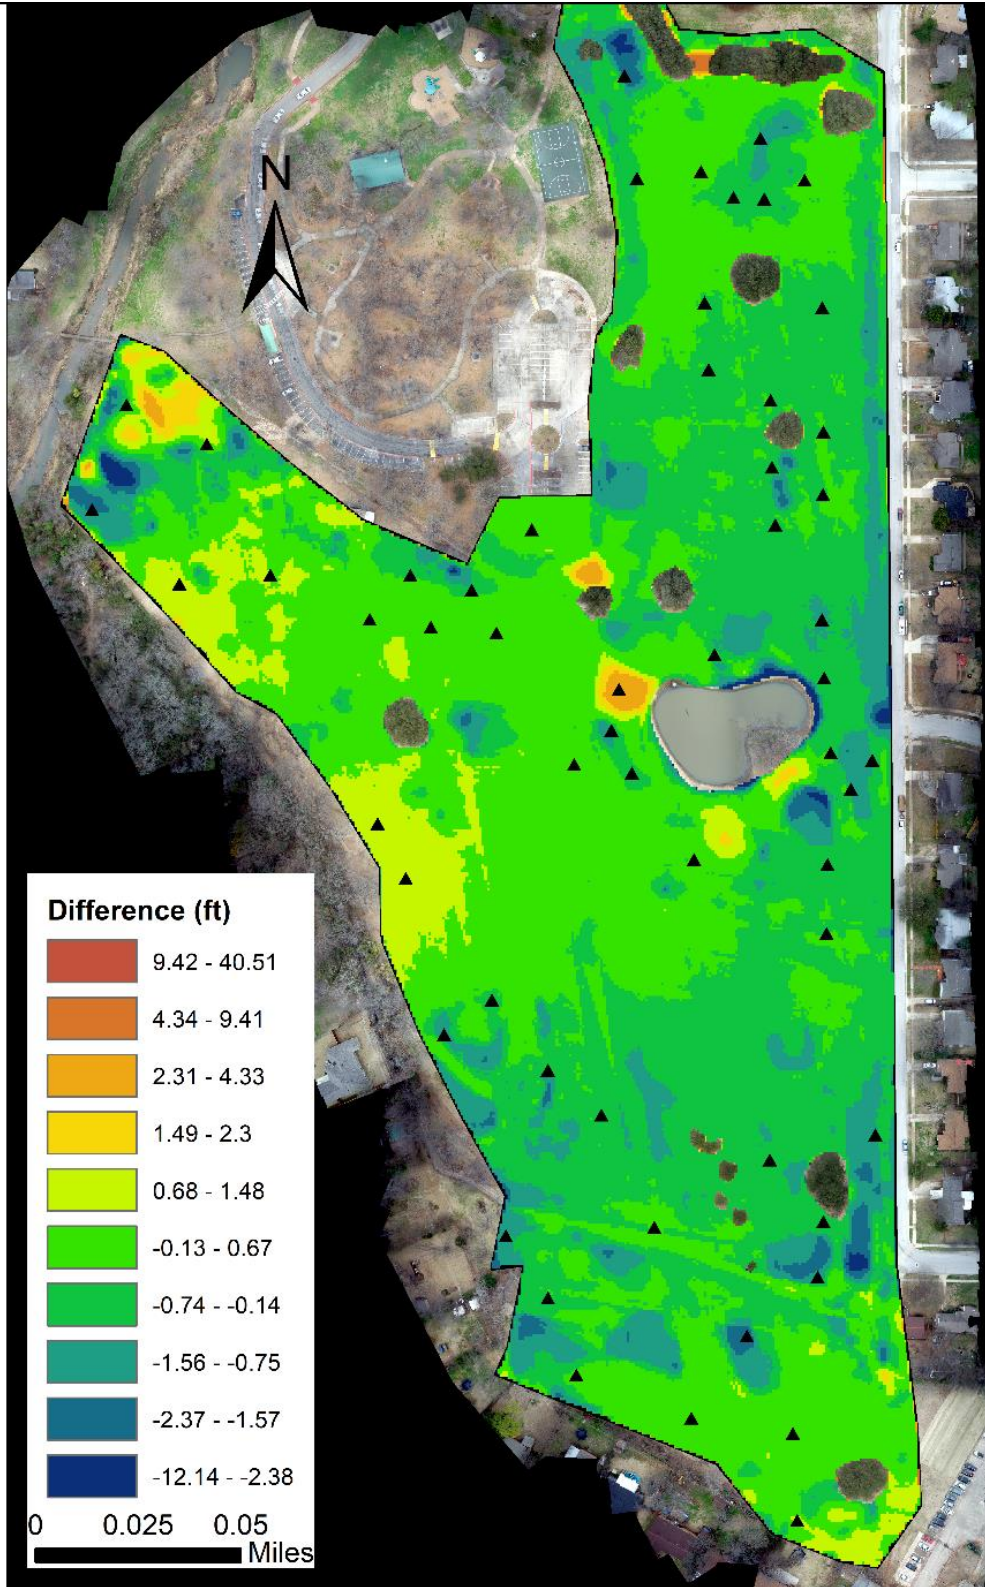 N
Difference (ft)
9.42 - 40.51
4.34 - 9.41
2.31 - 4.33
1.49 - 2.3
0.68 - 1.48
-0.13 - 0.67
-0.74 - -0.14
-1.56 - -0.75
-2.37 - -1.57
-12.14 - -2.38
0 0.025 0.05
Miles